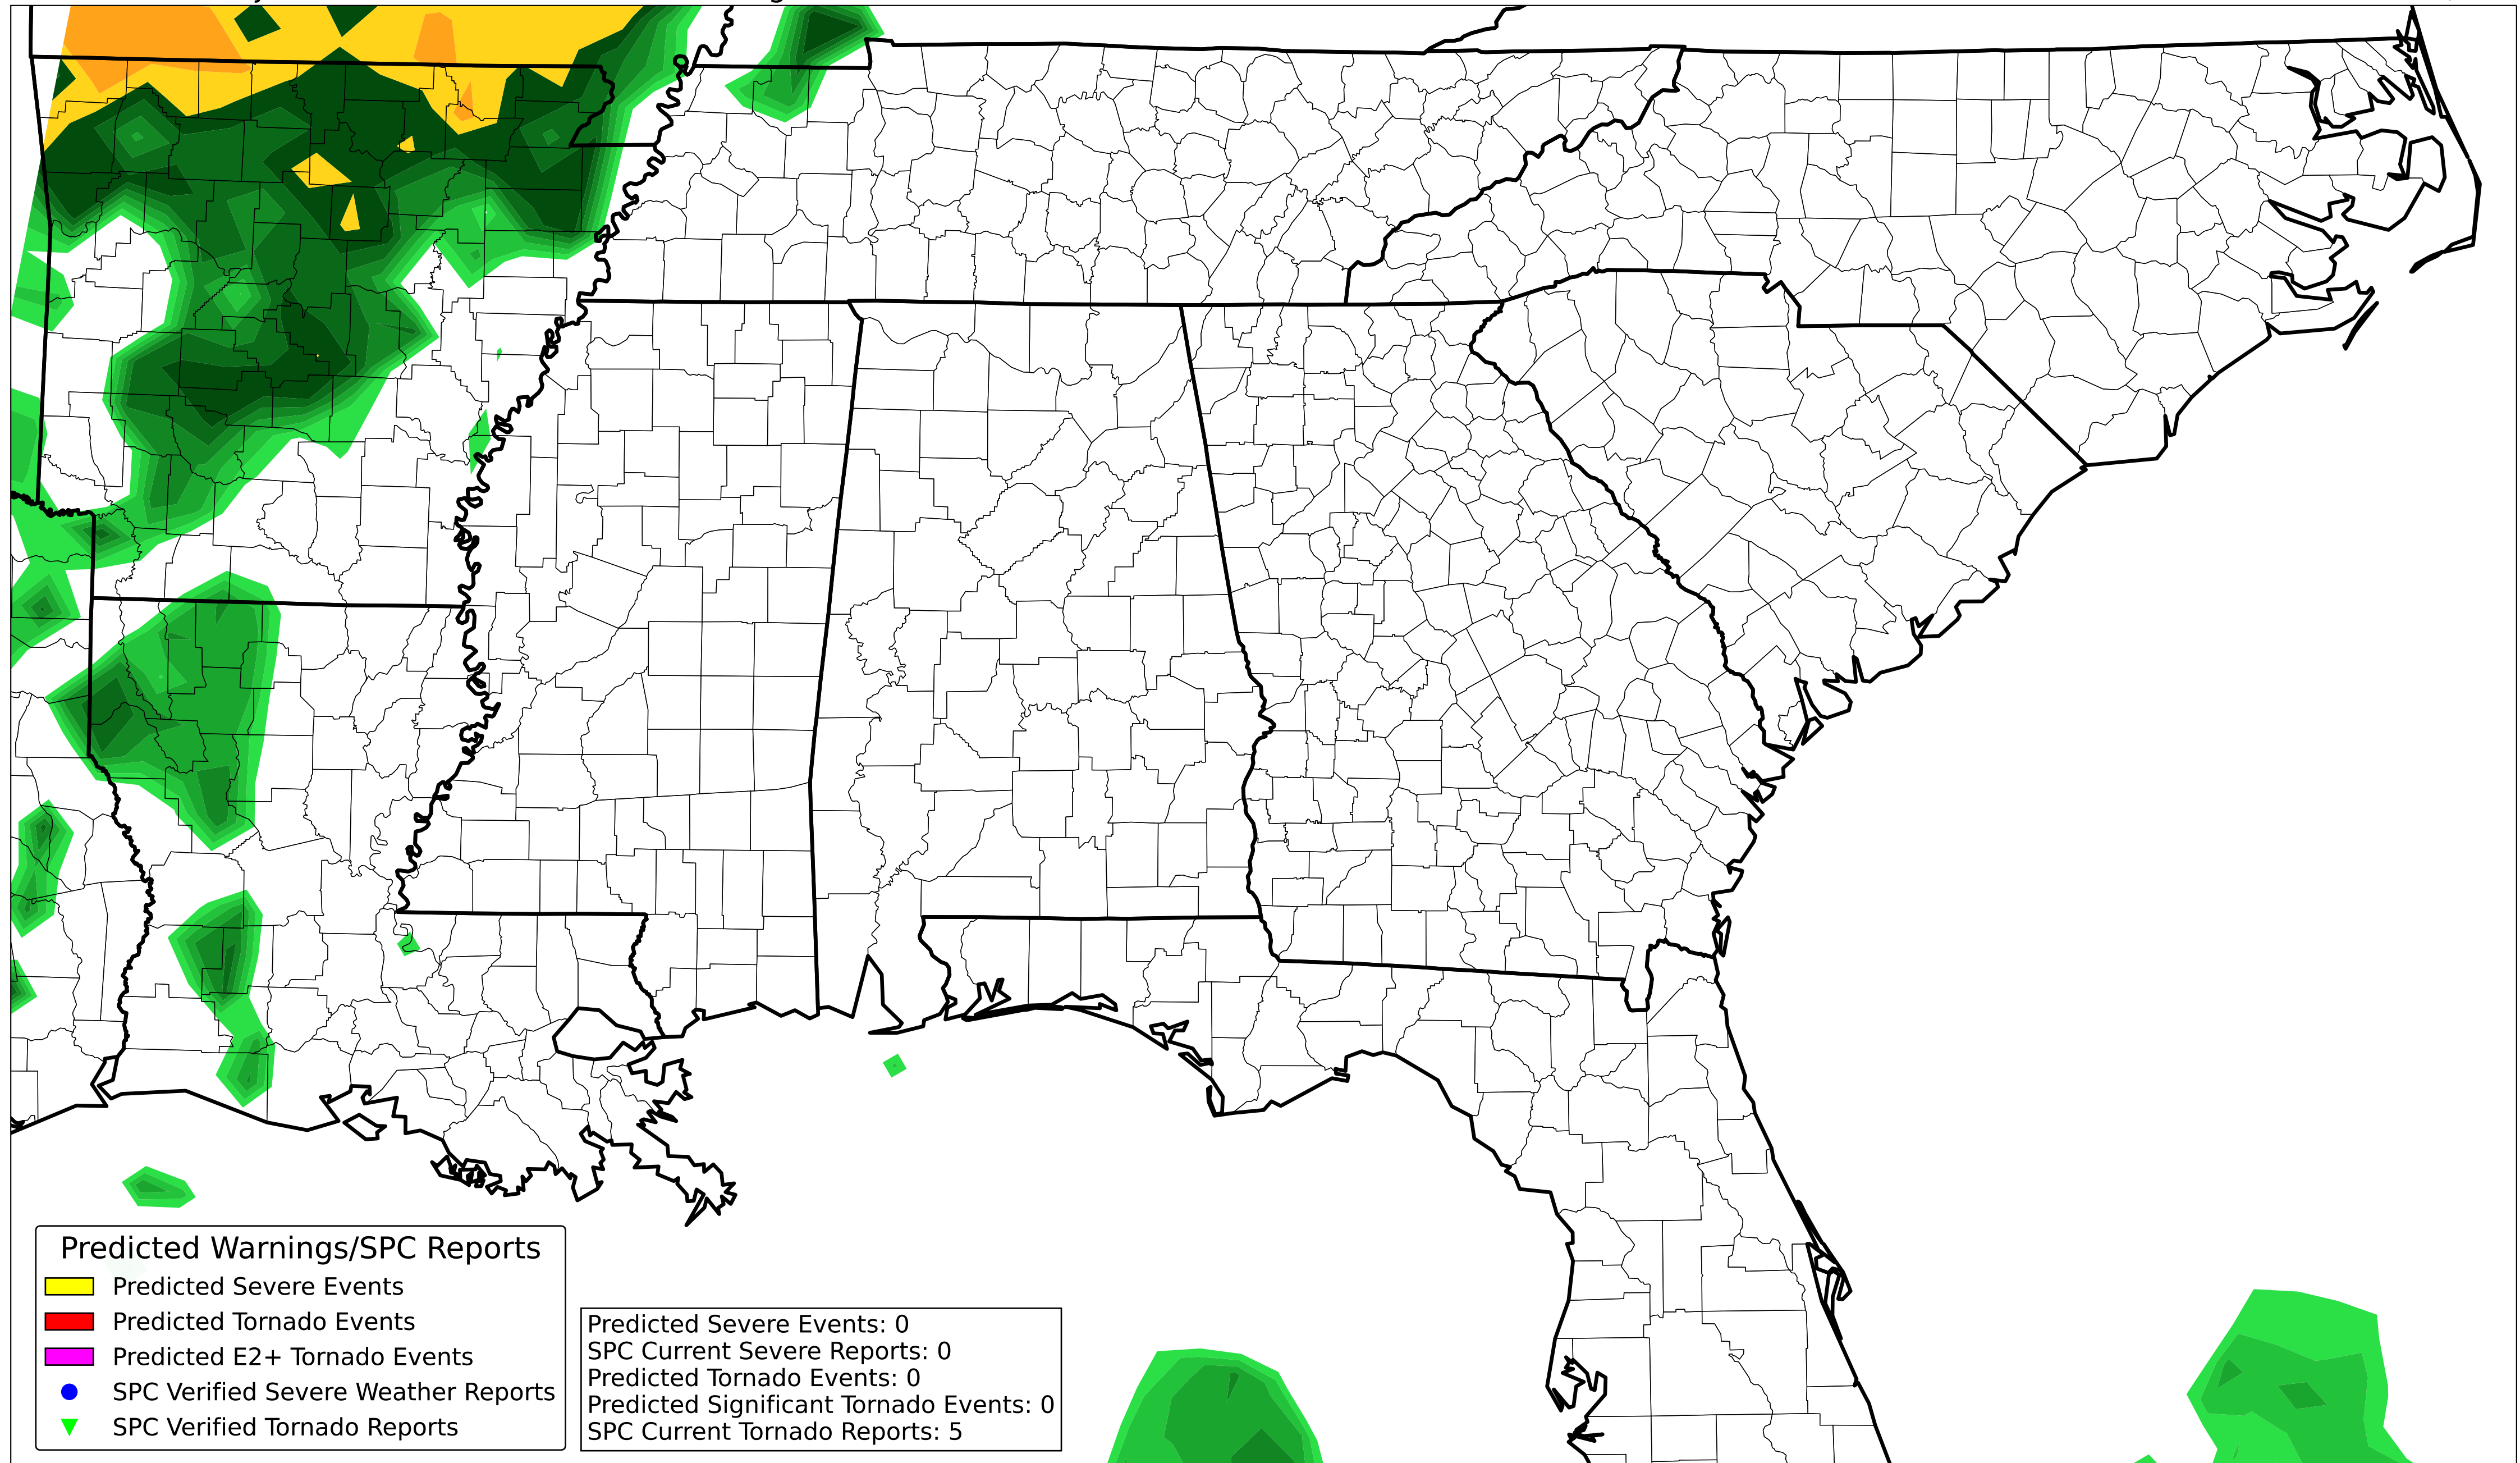 Predicted Warnings/SPC Reports
Predicted Severe Events
Predicted Tornado Events
Predicted E2+ Tornado Events
SPC Verified Severe Weather Reports
SPC Verified Tornado Reports
Predicted Severe Events: 0
SPC Current Severe Reports: 0
Predicted Tornado Events: 0
Predicted Significant Tornado Events: 0
SPC Current Tornado Reports: 5